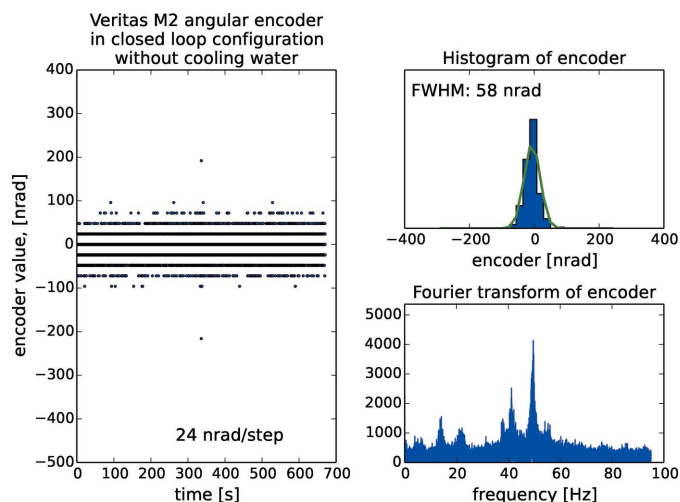 Veritas M2 angular encoder
in closed loop configuration
without cooling water
400
300
200
100
0
−100
−200
−300
−400
−500
encoder value, [nrad]
24 nrad/step
0 100 200 300 400 500 600 700
time [s]
Histogram of encoder
FWHM: 58 nrad
−400 −200 0 200 400
encoder [nrad]
Fourier transform of encoder
5000
4000
3000
2000
1000
0
0 20 40 60 80 100
frequency [Hz]